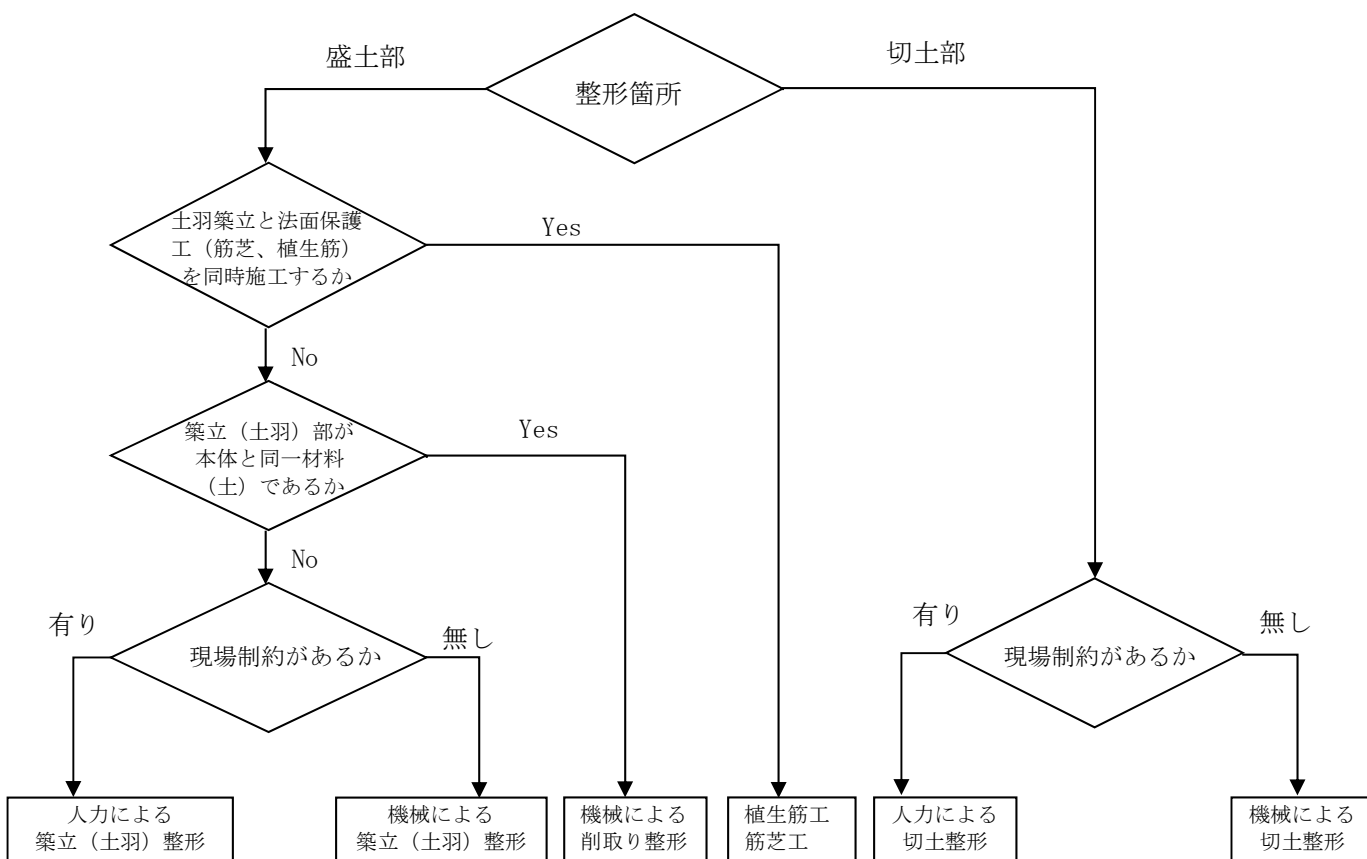 盛土部
切土部
整形箇所
土羽築立と法面保護
工（筋芝、植生筋）
を同時施工するか
Yes
No
築立（土羽）部が
本体と同一材料
（土）であるか
Yes
No
有り
現場制約があるか
無し
有り
現場制約があるか
無し
人力による
築立（土羽）整形
機械による
築立（土羽）整形
機械による
削取り整形
植生筋工
筋芝工
人力による
切土整形
機械による
切土整形